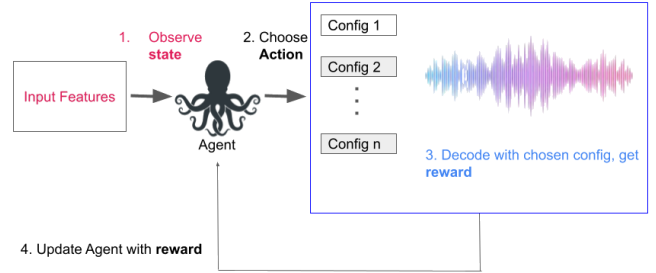 1. Observe
state
2. Choose
Action
Input Features
Agent
Config 1
Config 2
Config n
3. Decode with chosen config, get
reward
4. Update Agent with reward